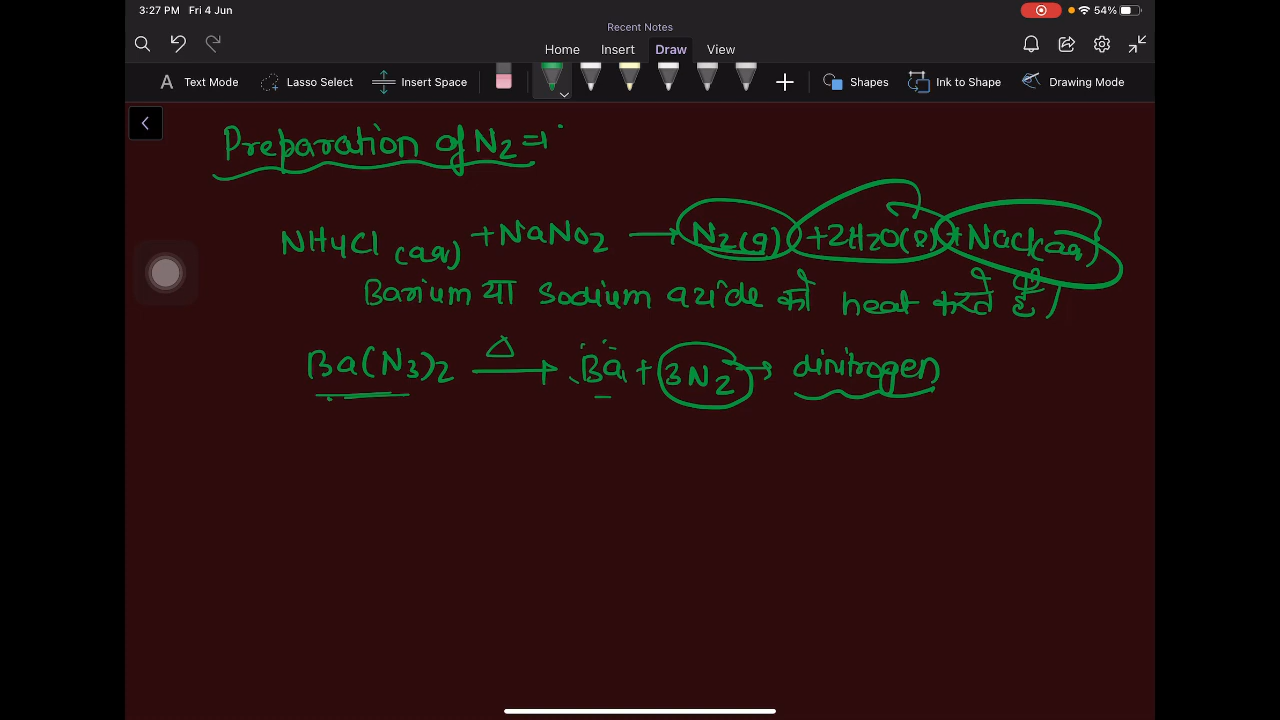 3:27 PM Fri 4 Jun 54%
Recent Notes
Home Insert Draw View
Text Mode Lasso Select Insert Space Shapes Ink to Shape Drawing Mode
Preparation of N2 =1
NH4Cl (aq) + NaNO2 → N2(g) + 2H2O(l) + NaCl(aq)
Barium या Sodium azide को heat करते है
Ba(N3)2 Δ→ Ba + 3N2 → dinitrogen